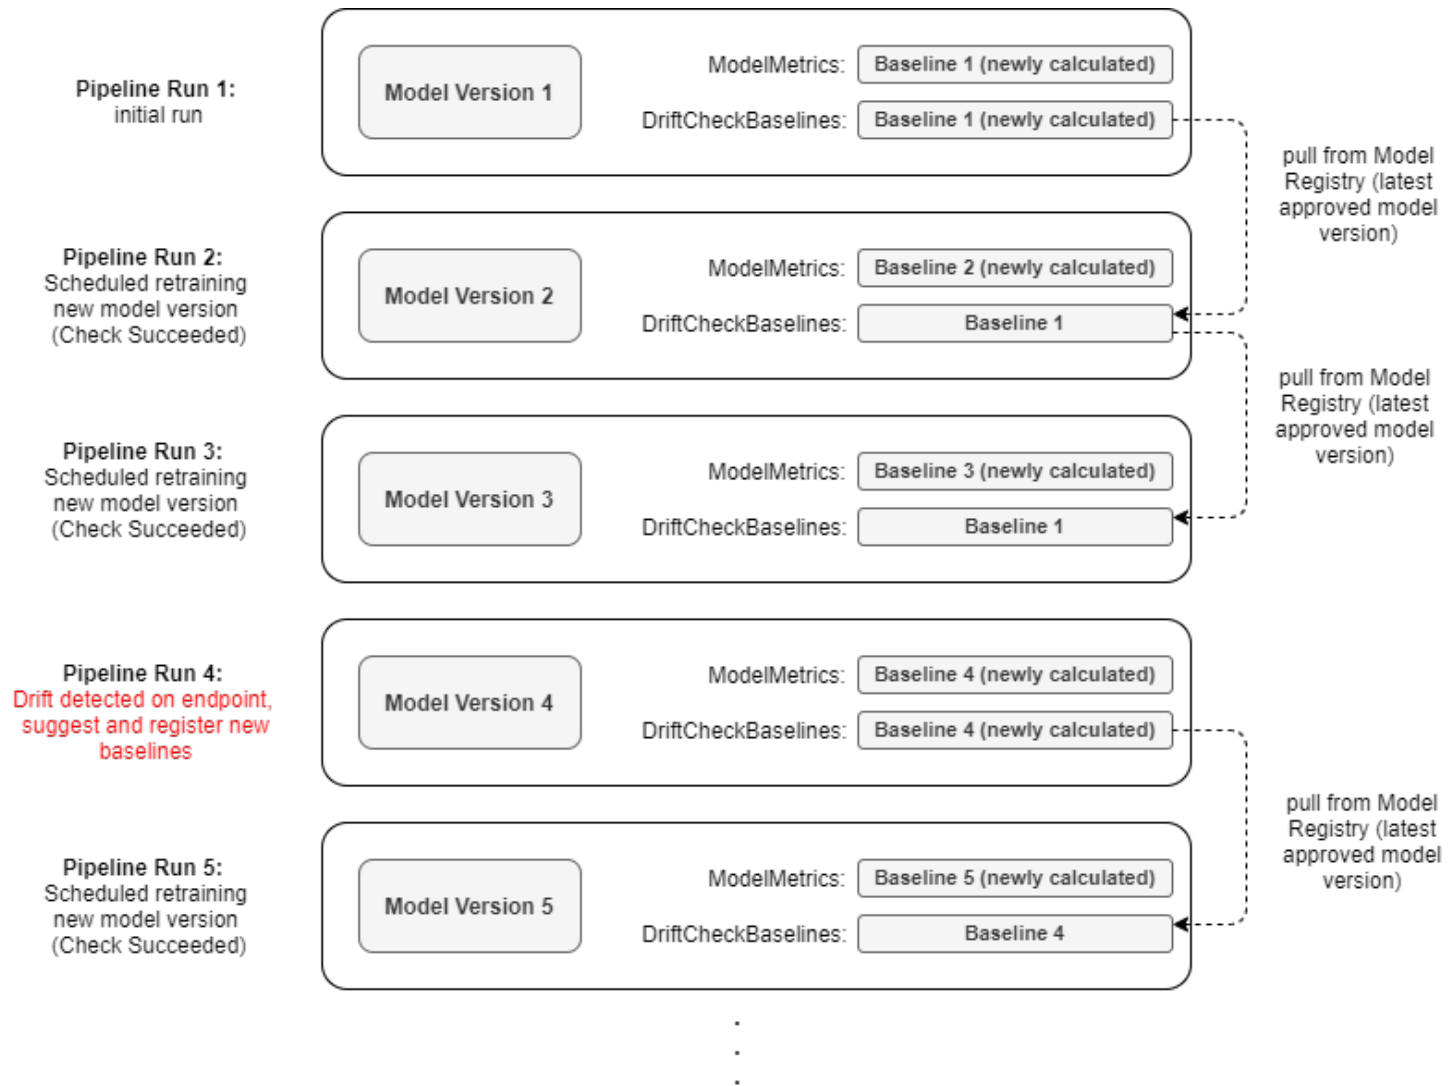 Pipeline Run 1:
initial run
Model Version 1
ModelMetrics:
Baseline 1 (newly calculated)
DriftCheckBaselines:
Baseline 1 (newly calculated)
pull from Model
Registry (latest
approved model
version)
Pipeline Run 2:
Scheduled retraining
new model version
(Check Succeeded)
Model Version 2
ModelMetrics:
Baseline 2 (newly calculated)
DriftCheckBaselines:
Baseline 1
pull from Model
Registry (latest
approved model
version)
Pipeline Run 3:
Scheduled retraining
new model version
(Check Succeeded)
Model Version 3
ModelMetrics:
Baseline 3 (newly calculated)
DriftCheckBaselines:
Baseline 1
Pipeline Run 4:
Drift detected on endpoint,
suggest and register new
baselines
Model Version 4
ModelMetrics:
Baseline 4 (newly calculated)
DriftCheckBaselines:
Baseline 4 (newly calculated)
pull from Model
Registry (latest
approved model
version)
Pipeline Run 5:
Scheduled retraining
new model version
(Check Succeeded)
Model Version 5
ModelMetrics:
Baseline 5 (newly calculated)
DriftCheckBaselines:
Baseline 4
.
.
.